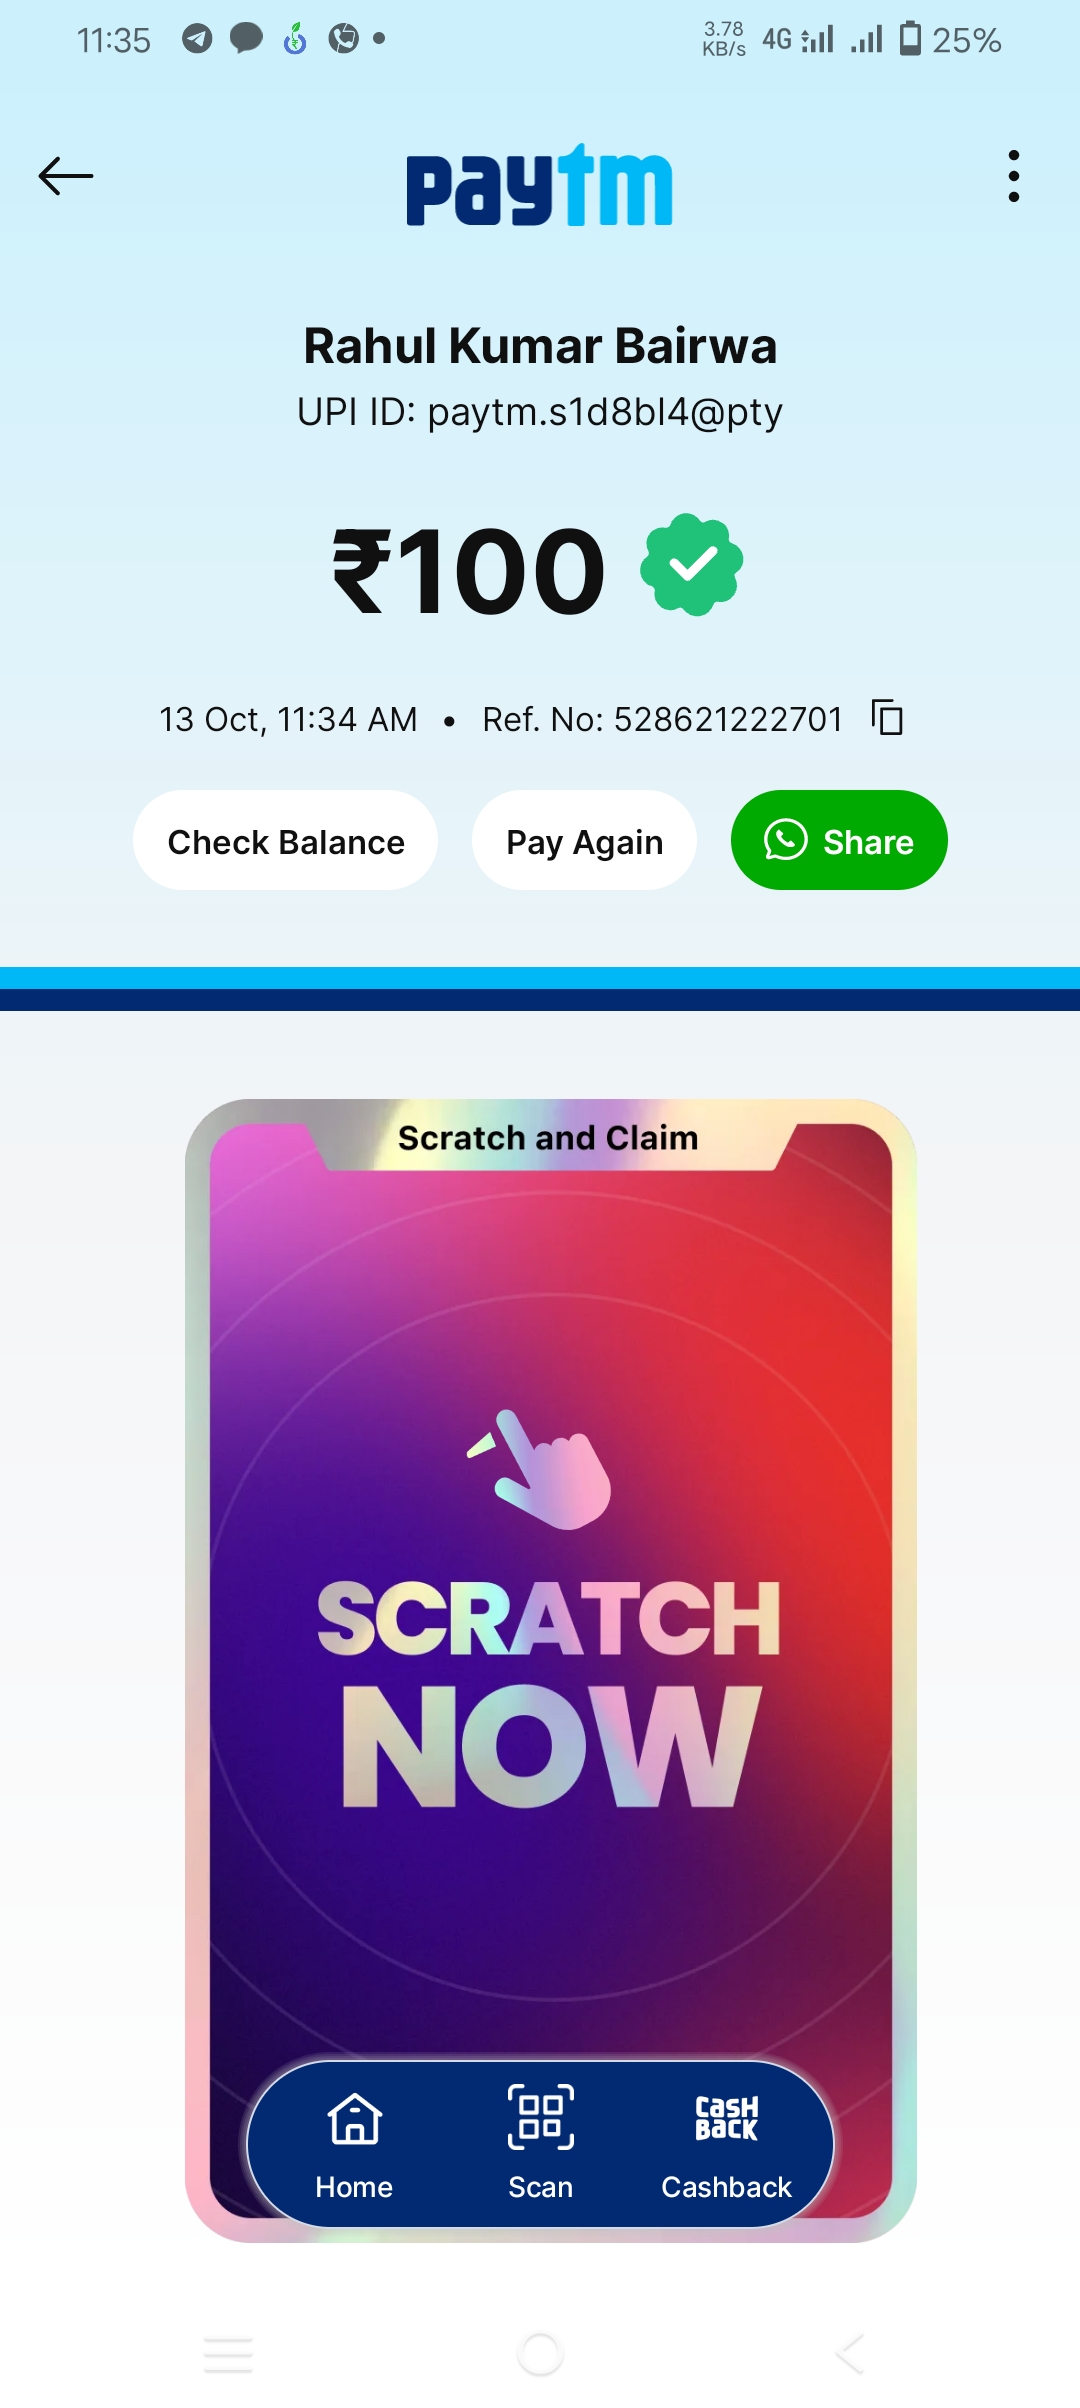 11:35
3.78
KB/s
4G
25%
paytm
Rahul Kumar Bairwa
UPI ID: paytm.s1d8bl4@pty
₹100
13 Oct, 11:34 AM • Ref. No: 528621222701
Check Balance
Pay Again
Share
Scratch and Claim
SCRATCH
NOW
CASH
BACK
Home
Scan
Cashback